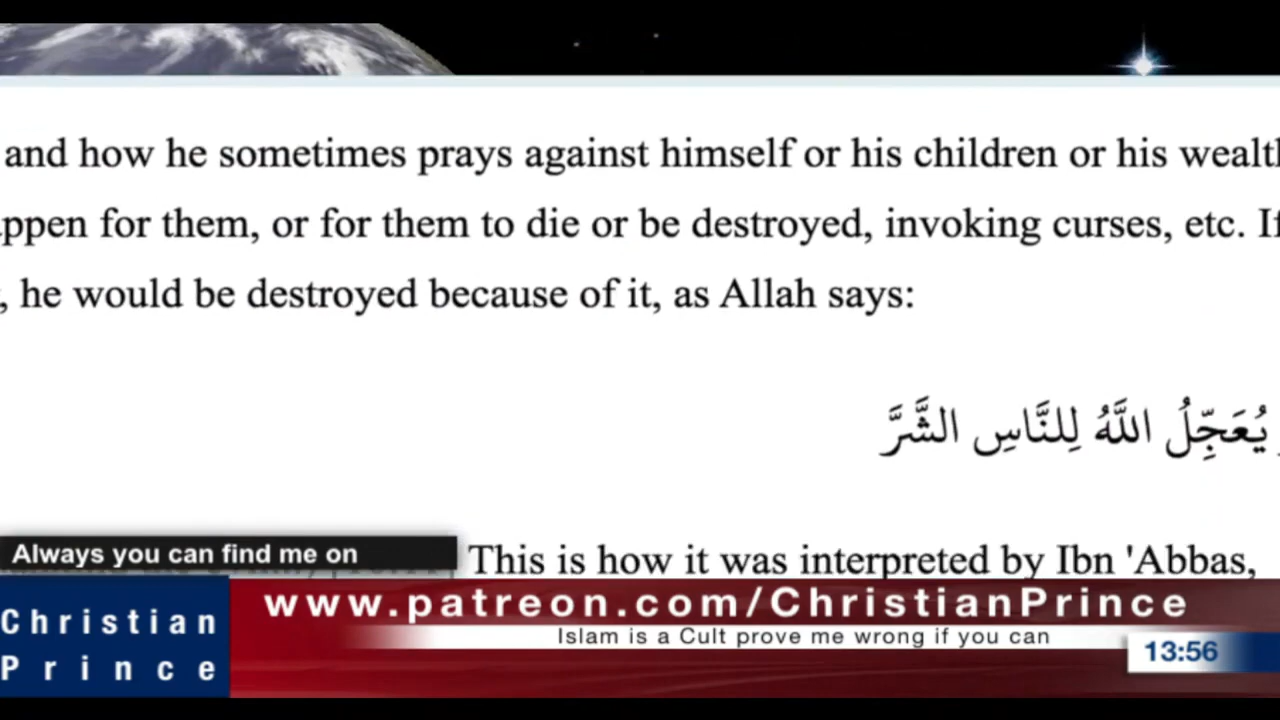 and how he sometimes prays against himself or his children or his wealth
ppen for them, or for them to die or be destroyed, invoking curses, etc. If
, he would be destroyed because of it, as Allah says:
يُعَجِّلُ اللَّهُ لِلنَّاسِ الشَّرَّ
Always you can find me on
This is how it was interpreted by Ibn 'Abbas,
www.patreon.com/ChristianPrince
Christian
Prince
Islam is a Cult prove me wrong if you can
13:56